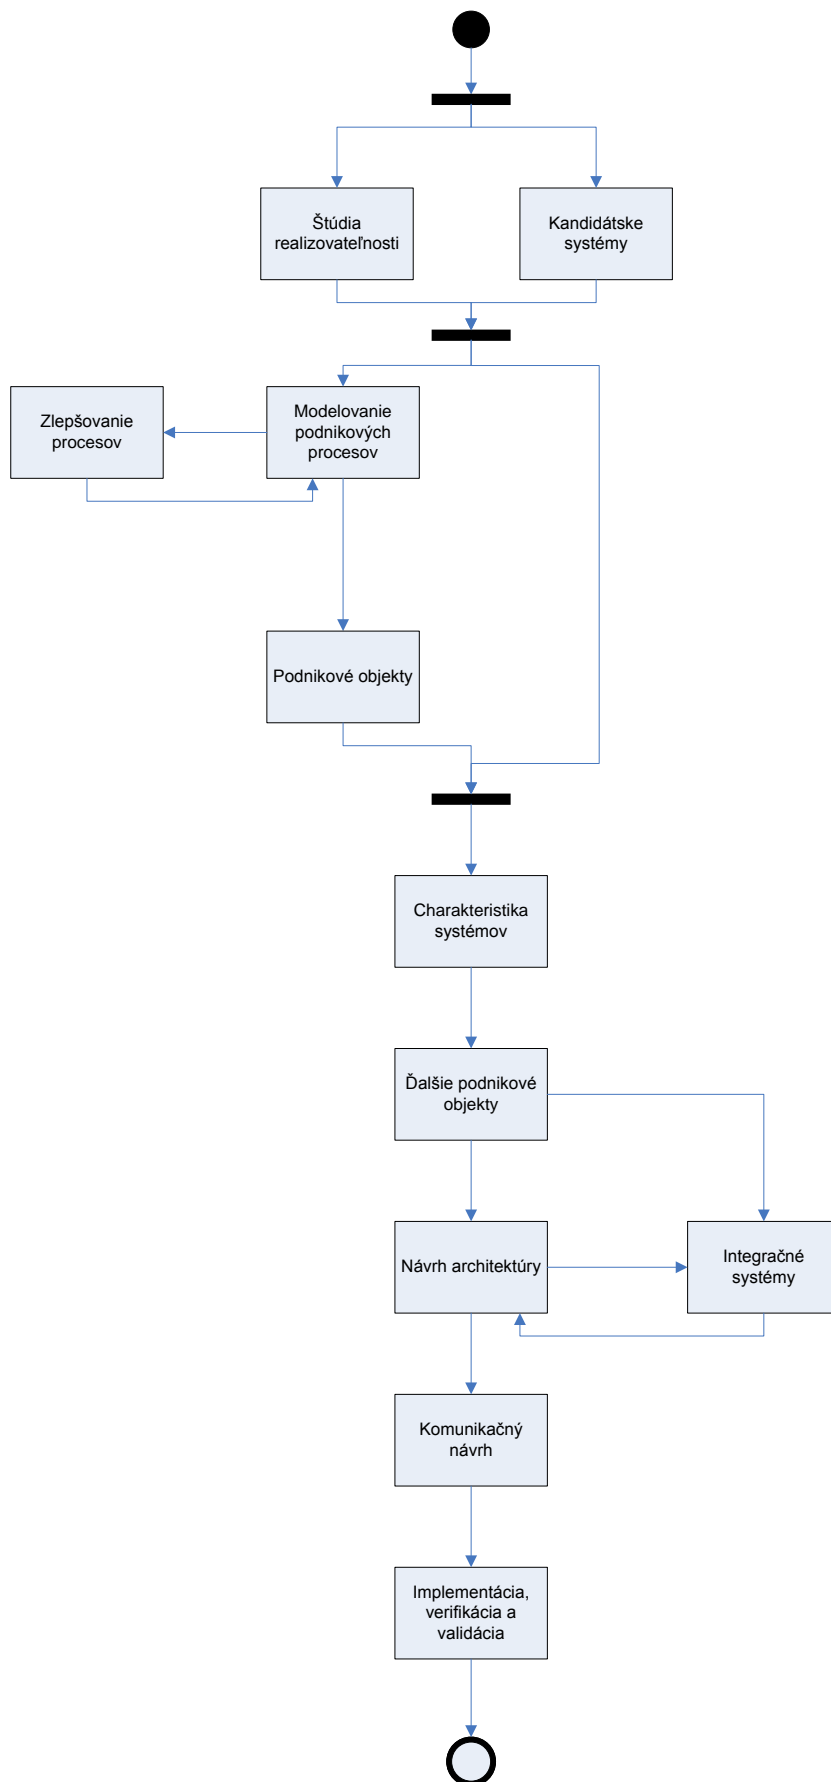 Štúdia
realizovateľnosti
Kandidátske
systémy
Zlepšovanie
procesov
Modelovanie
podnikových
procesov
Podnikové objekty
Charakteristika
systémov
Ďalšie podnikové
objekty
Návrh architektúry
Integračné
systémy
Komunikačný
návrh
Implementácia,
verifikácia a
validácia